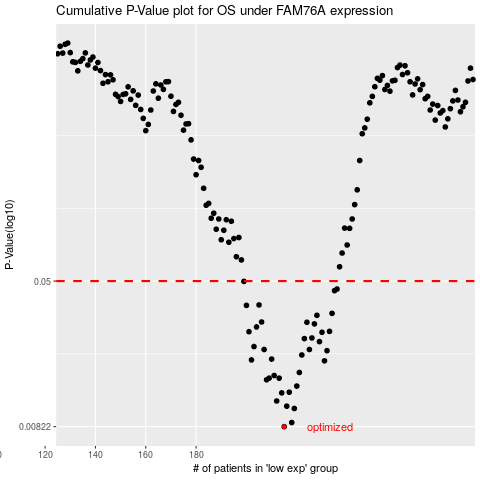 Cumulative P-Value plot for OS under FAM76A expression
P-Value(log10)
0.05
0.00822
optimized
0 120 140 160 180
# of patients in 'low exp' group